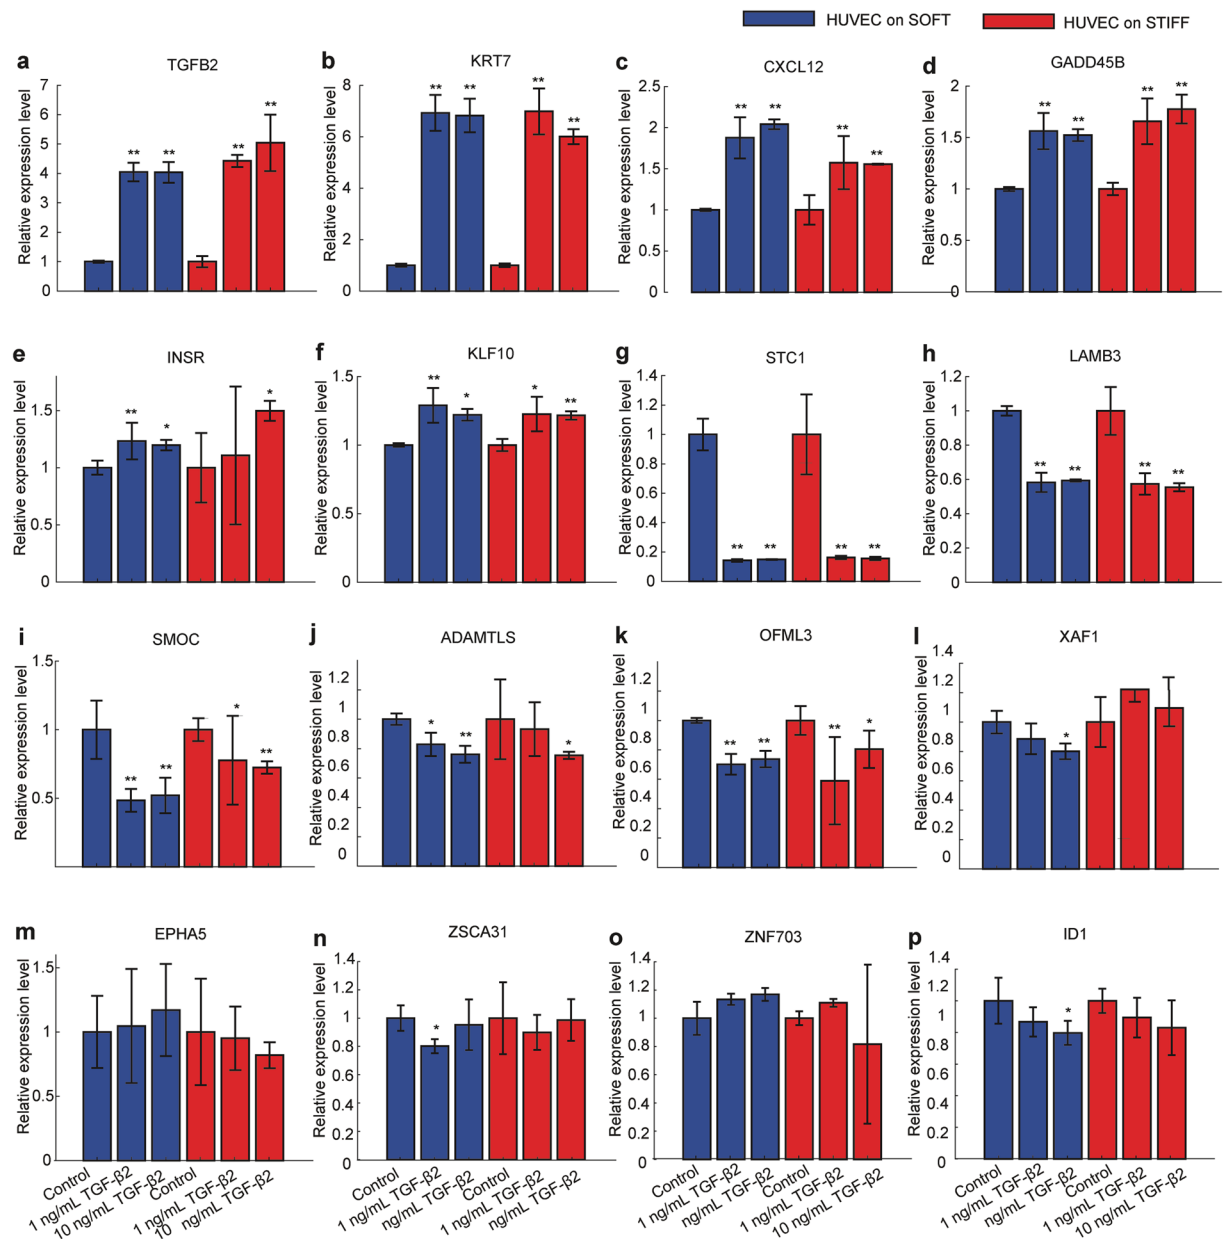 HUVEC on SOFT
HUVEC on STIFF
a
TGFB2
Relative expression level
7
6
5
4
3
2
1
0
**
**
**
**
b
KRT7
Relative expression level
8
6
4
2
0
**
**
**
**
c
CXCL12
Relative expression level
2.5
2
1.5
1
0.5
0
**
**
**
**
d
GADD45B
Relative expression level
2
1.5
1
0.5
0
**
**
**
**
e
INSR
Relative expression level
1.5
1
0.5
0
**
*
*
f
KLF10
Relative expression level
1.5
1
0.5
0
**
*
*
**
g
STC1
Relative expression level
1.4
1.2
1
0.8
0.6
0.4
0.2
0
**
**
**
**
h
LAMB3
Relative expression level
1.2
1
0.8
0.6
0.4
0.2
0
**
**
**
**
i
SMOC
Relative expression level
1.5
1
0.5
**
**
*
**
j
ADAMTLS
Relative expression level
1.2
1
0.8
0.6
0.4
0.2
0
*
**
*
k
OFML3
Relative expression level
1.2
1
0.8
0.6
0.4
0.2
0
**
**
**
*
l
XAF1
Relative expression level
1.4
1.2
1
0.8
0.6
0.4
0.2
0
*
m
EPHA5
Relative expression level
1.5
1
0.5
0
Control
1 ng/mL TGF-β2
10 ng/mL TGF-β2
Control
1 ng/mL TGF-β2
10 ng/mL TGF-β2
n
ZSCA31
Relative expression level
1.4
1.2
1
0.8
0.6
0.4
0.2
0
*
Control
1 ng/mL TGF-β2
ng/mL TGF-β2
Control
1 ng/mL TGF-β2
ng/mL TGF-β2
o
ZNF703
Relative expression level
1.4
1.2
1
0.8
0.6
0.4
0.2
0
Control
1 ng/mL TGF-β2
ng/mL TGF-β2
Control
1 ng/mL TGF-β2
10 ng/mL TGF-β2
p
ID1
Relative expression level
1.4
1.2
1
0.8
0.6
0.4
0.2
0
*
Control
1 ng/mL TGF-β2
ng/mL TGF-β2
Control
1 ng/mL TGF-β2
10 ng/mL TGF-β2